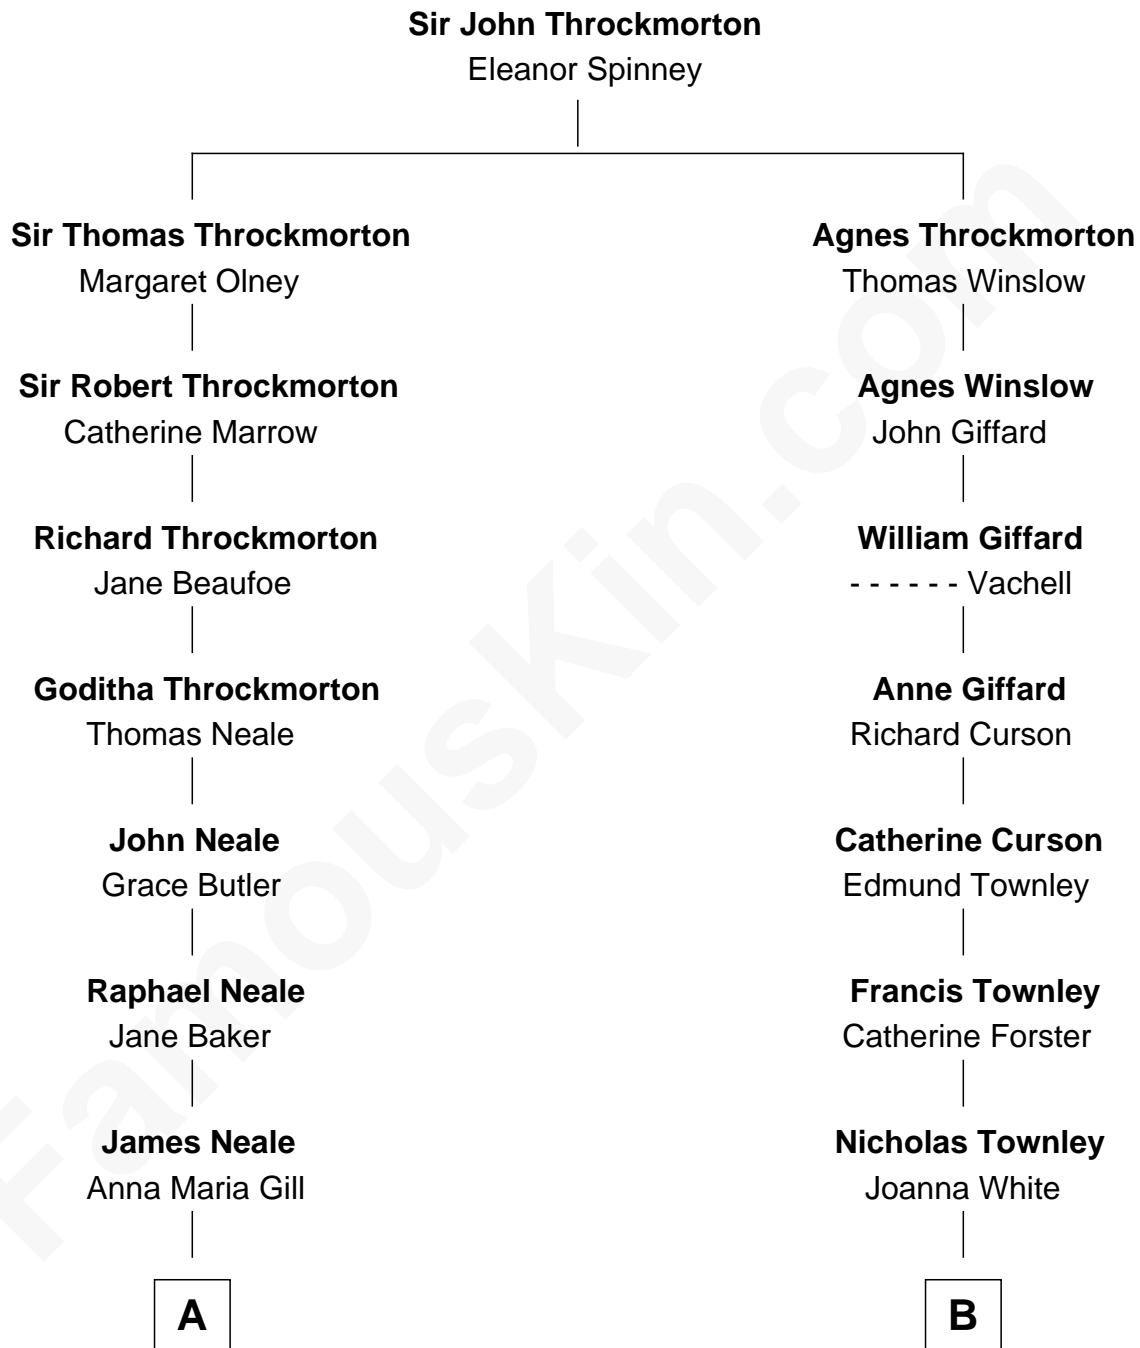 Sir John Throckmorton
Eleanor Spinney
Sir Thomas Throckmorton
Margaret Olney
Sir Robert Throckmorton
Catherine Marrow
Richard Throckmorton
Jane Beaufoe
Goditha Throckmorton
Thomas Neale
John Neale
Grace Butler
Raphael Neale
Jane Baker
James Neale
Anna Maria Gill
A
Agnes Throckmorton
Thomas Winslow
Agnes Winslow
John Giffard
William Giffard
- - - - - - Vachell
Anne Giffard
Richard Curson
Catherine Curson
Edmund Townley
Francis Townley
Catherine Forster
Nicholas Townley
Joanna White
B
FamousKin.com